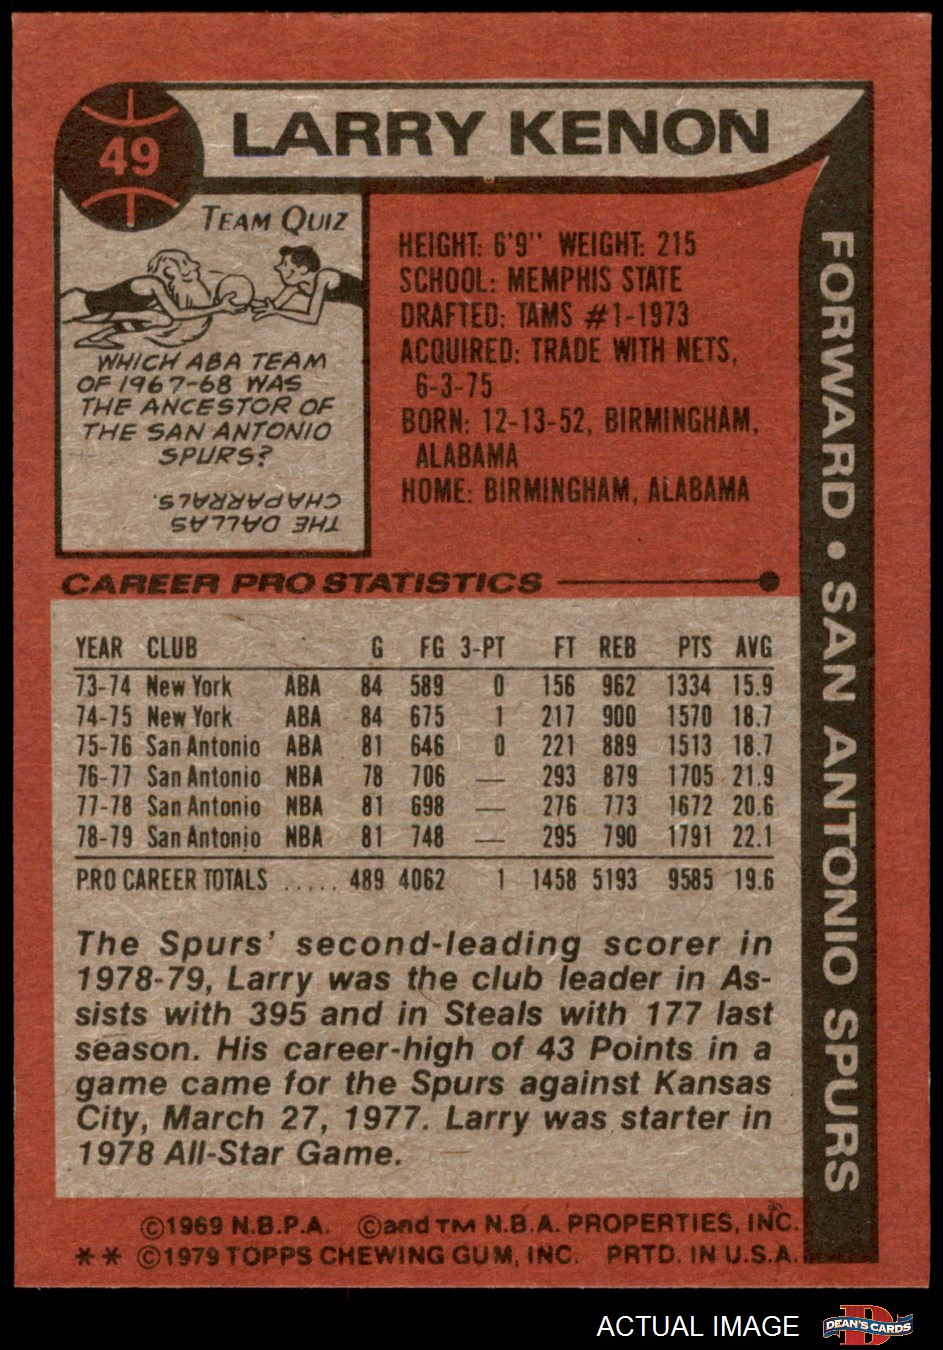 49
LARRY KENON
TEAM QUIZ
WHICH ABA TEAM
OF 1967-68 WAS
THE ANCESTOR OF
THE SAN ANTONIO
SPURS?
THE DALLAS
CHAPARRALS.
HEIGHT: 6'9" WEIGHT: 215
SCHOOL: MEMPHIS STATE
DRAFTED: TAMS #1-1973
ACQUIRED: TRADE WITH NETS,
6-3-75
BORN: 12-13-52, BIRMINGHAM,
ALABAMA
HOME: BIRMINGHAM, ALABAMA
FORWARD • SAN ANTONIO SPURS
CAREER PRO STATISTICS
YEAR CLUB G FG 3-PT FT REB PTS AVG
73-74 New York ABA 84 589 0 156 962 1334 15.9
74-75 New York ABA 84 675 1 217 900 1570 18.7
75-76 San Antonio ABA 81 646 0 221 889 1513 18.7
76-77 San Antonio NBA 78 706 — 293 879 1705 21.9
77-78 San Antonio NBA 81 698 — 276 773 1672 20.6
78-79 San Antonio NBA 81 748 — 295 790 1791 22.1
PRO CAREER TOTALS ..... 489 4062 1 1458 5193 9585 19.6
The Spurs' second-leading scorer in
1978-79, Larry was the club leader in As-
sists with 395 and in Steals with 177 last
season. His career-high of 43 Points in a
game came for the Spurs against Kansas
City, March 27, 1977. Larry was starter in
1978 All-Star Game.
©1969 N.B.P.A. ©and TM N.B.A. PROPERTIES, INC.
** ©1979 TOPPS CHEWING GUM, INC. PRTD. IN U.S.A.
ACTUAL IMAGE
D
DEAN'S CARDS